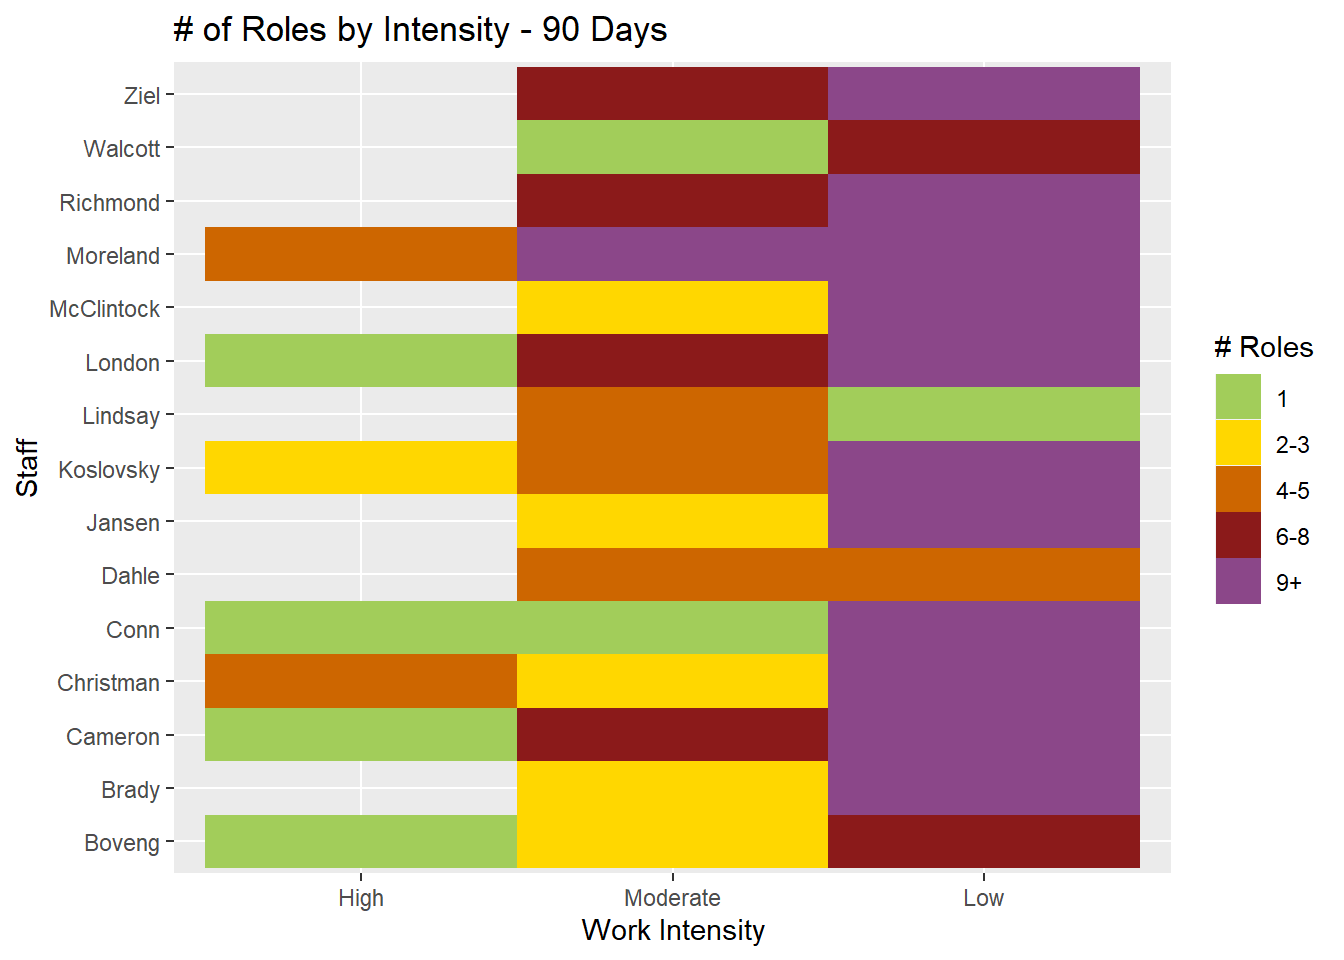 # of Roles by Intensity - 90 Days
Ziel
Walcott
Richmond
Moreland
McClintock
London
Lindsay
Koslovsky
Jansen
Dahle
Conn
Christman
Cameron
Brady
Boveng
Staff
High Moderate Low
Work Intensity
# Roles
1
2-3
4-5
6-8
9+